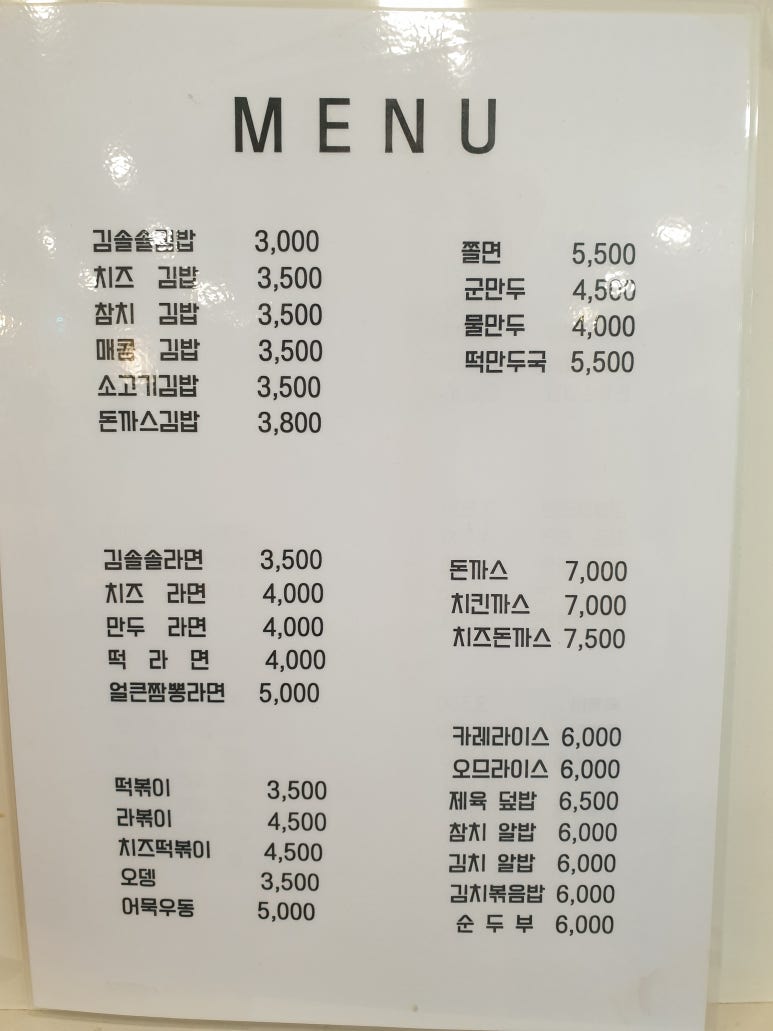 MENU
김솔솔김밥 3,000
치즈 김밥 3,500
참치 김밥 3,500
매콤 김밥 3,500
소고기김밥 3,500
돈까스김밥 3,800
김솔솔라면 3,500
치즈 라면 4,000
만두 라면 4,000
떡 라 면 4,000
얼큰짬뽕라면 5,000
떡볶이 3,500
라볶이 4,500
치즈떡볶이 4,500
오뎅 3,500
어묵우동 5,000
쫄면 5,500
군만두 4,500
물만두 4,000
떡만두국 5,500
돈까스 7,000
치킨까스 7,000
치즈돈까스 7,500
카레라이스 6,000
오므라이스 6,000
제육 덮밥 6,500
참치 알밥 6,000
김치 알밥 6,000
김치볶음밥 6,000
순 두 부 6,000